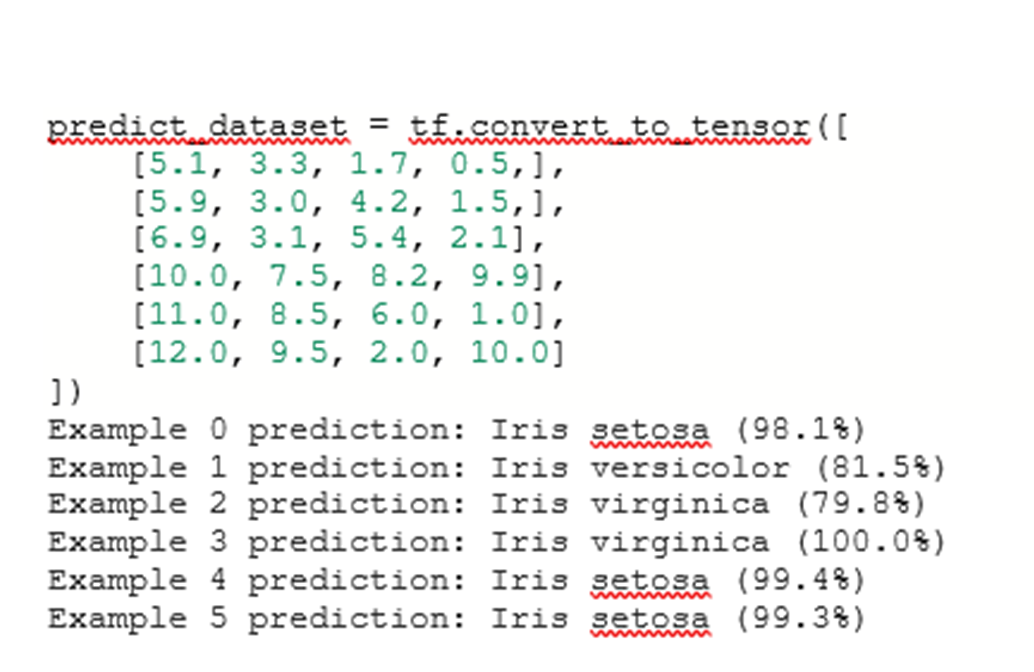 predict_dataset = tf.convert_to_tensor([
    [5.1, 3.3, 1.7, 0.5,],
    [5.9, 3.0, 4.2, 1.5,],
    [6.9, 3.1, 5.4, 2.1],
    [10.0, 7.5, 8.2, 9.9],
    [11.0, 8.5, 6.0, 1.0],
    [12.0, 9.5, 2.0, 10.0]
])
Example 0 prediction: Iris setosa (98.1%)
Example 1 prediction: Iris versicolor (81.5%)
Example 2 prediction: Iris virginica (79.8%)
Example 3 prediction: Iris virginica (100.0%)
Example 4 prediction: Iris setosa (99.4%)
Example 5 prediction: Iris setosa (99.3%)